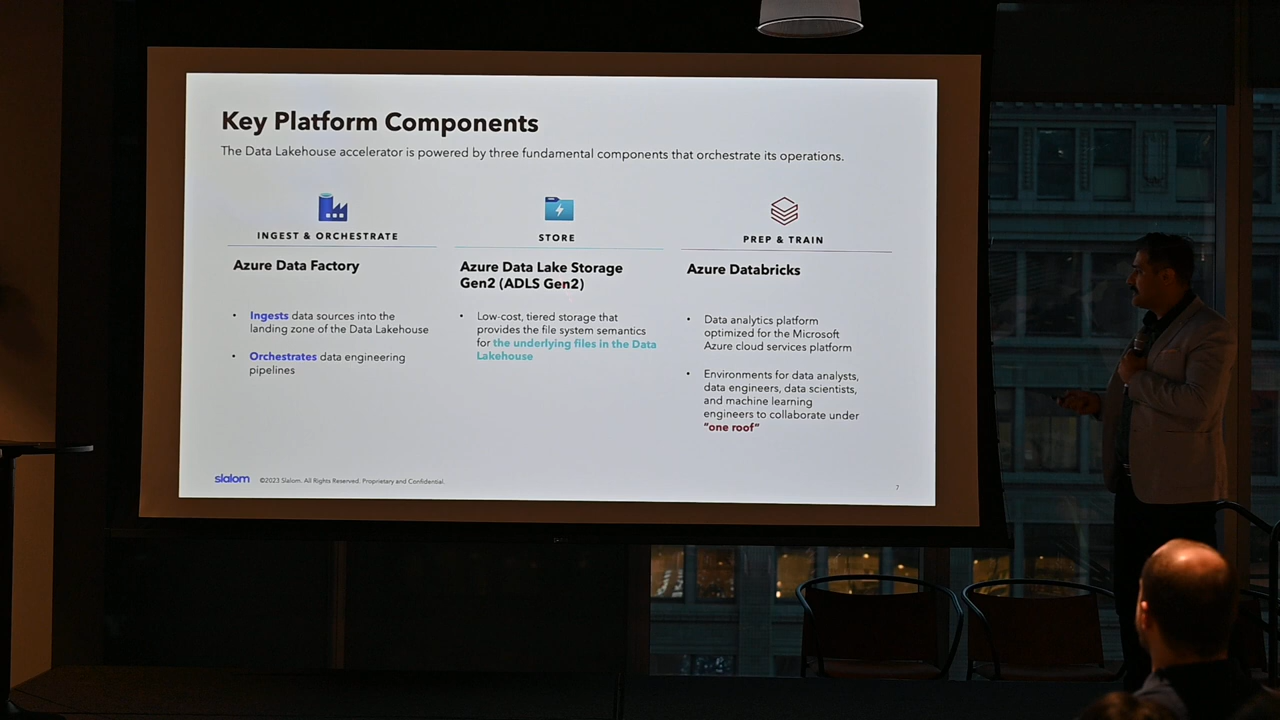 Key Platform Components
The Data Lakehouse accelerator is powered by three fundamental components that orchestrate its operations.
INGEST & ORCHESTRATE
Azure Data Factory
• Ingests data sources into the
landing zone of the Data Lakehouse
• Orchestrates data engineering
pipelines
STORE
Azure Data Lake Storage
Gen2 (ADLS Gen2)
• Low-cost, tiered storage that
provides the file system semantics
for the underlying files in the Data
Lakehouse
PREP & TRAIN
Azure Databricks
• Data analytics platform
optimized for the Microsoft
Azure cloud services platform
• Environments for data analysts,
data engineers, data scientists,
and machine learning
engineers to collaborate under
“one roof”
slalom ©2023 Slalom. All Rights Reserved. Proprietary and Confidential.
7